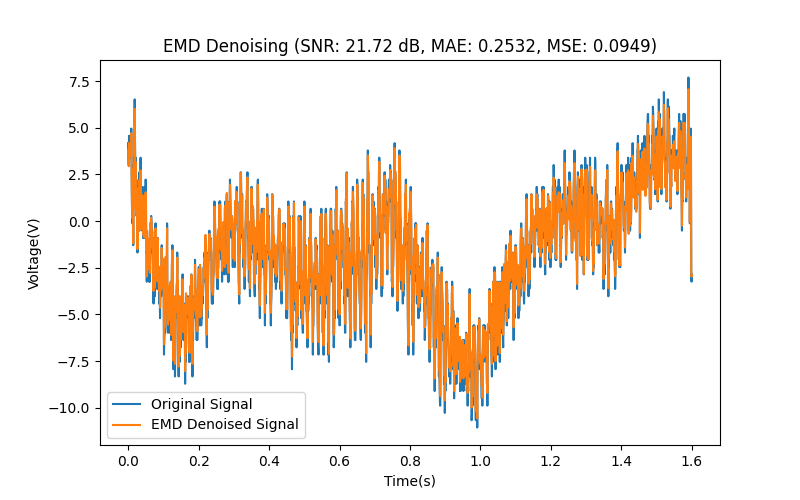 EMD Denoising (SNR: 21.72 dB, MAE: 0.2532, MSE: 0.0949)
7.5
5.0
2.5
0.0
−2.5
−5.0
−7.5
−10.0
Voltage(V)
Original Signal
EMD Denoised Signal
0.0 0.2 0.4 0.6 0.8 1.0 1.2 1.4 1.6
Time(s)